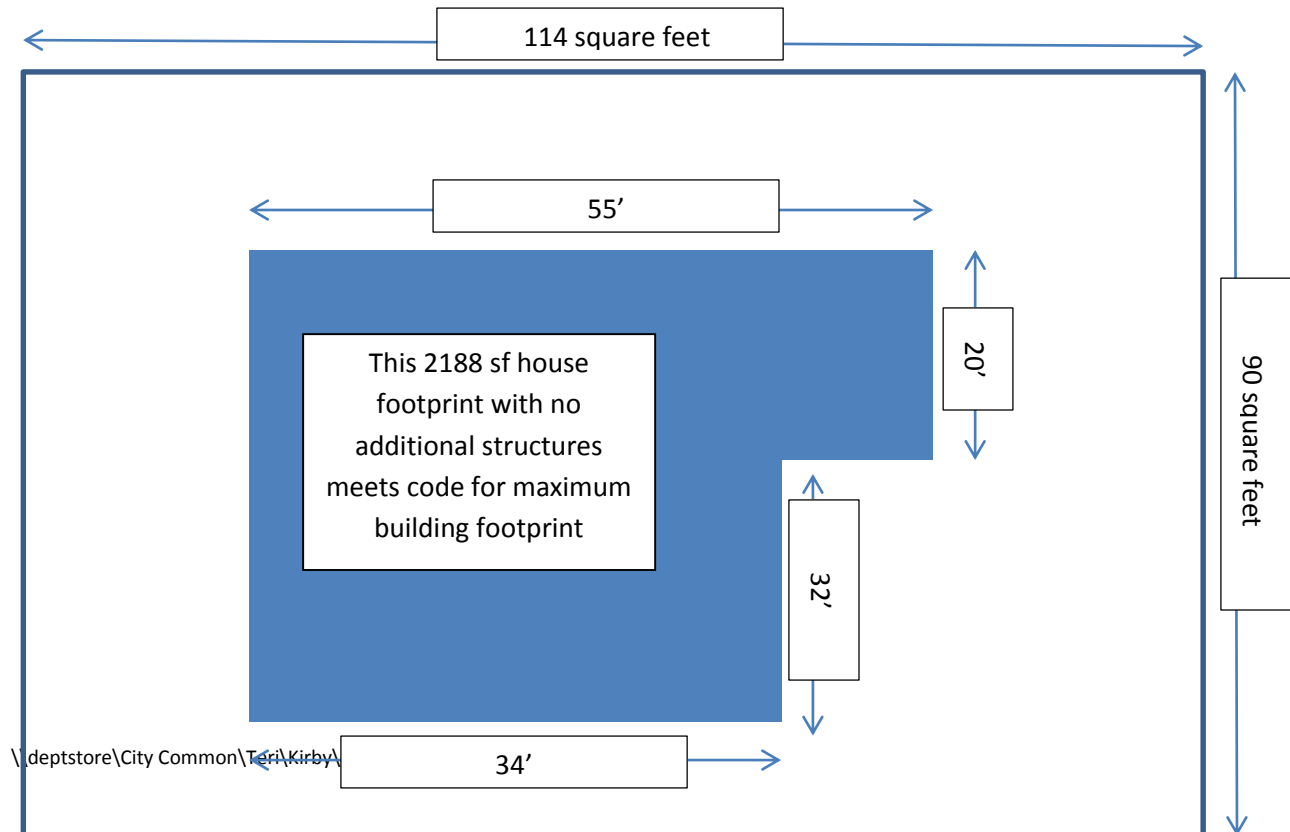 114 square feet
55’
This 2188 sf house
footprint with no
additional structures
meets code for maximum
building footprint
20’
90 square feet
32’
\\deptstore\City Common\Teri\Kirby\
34’